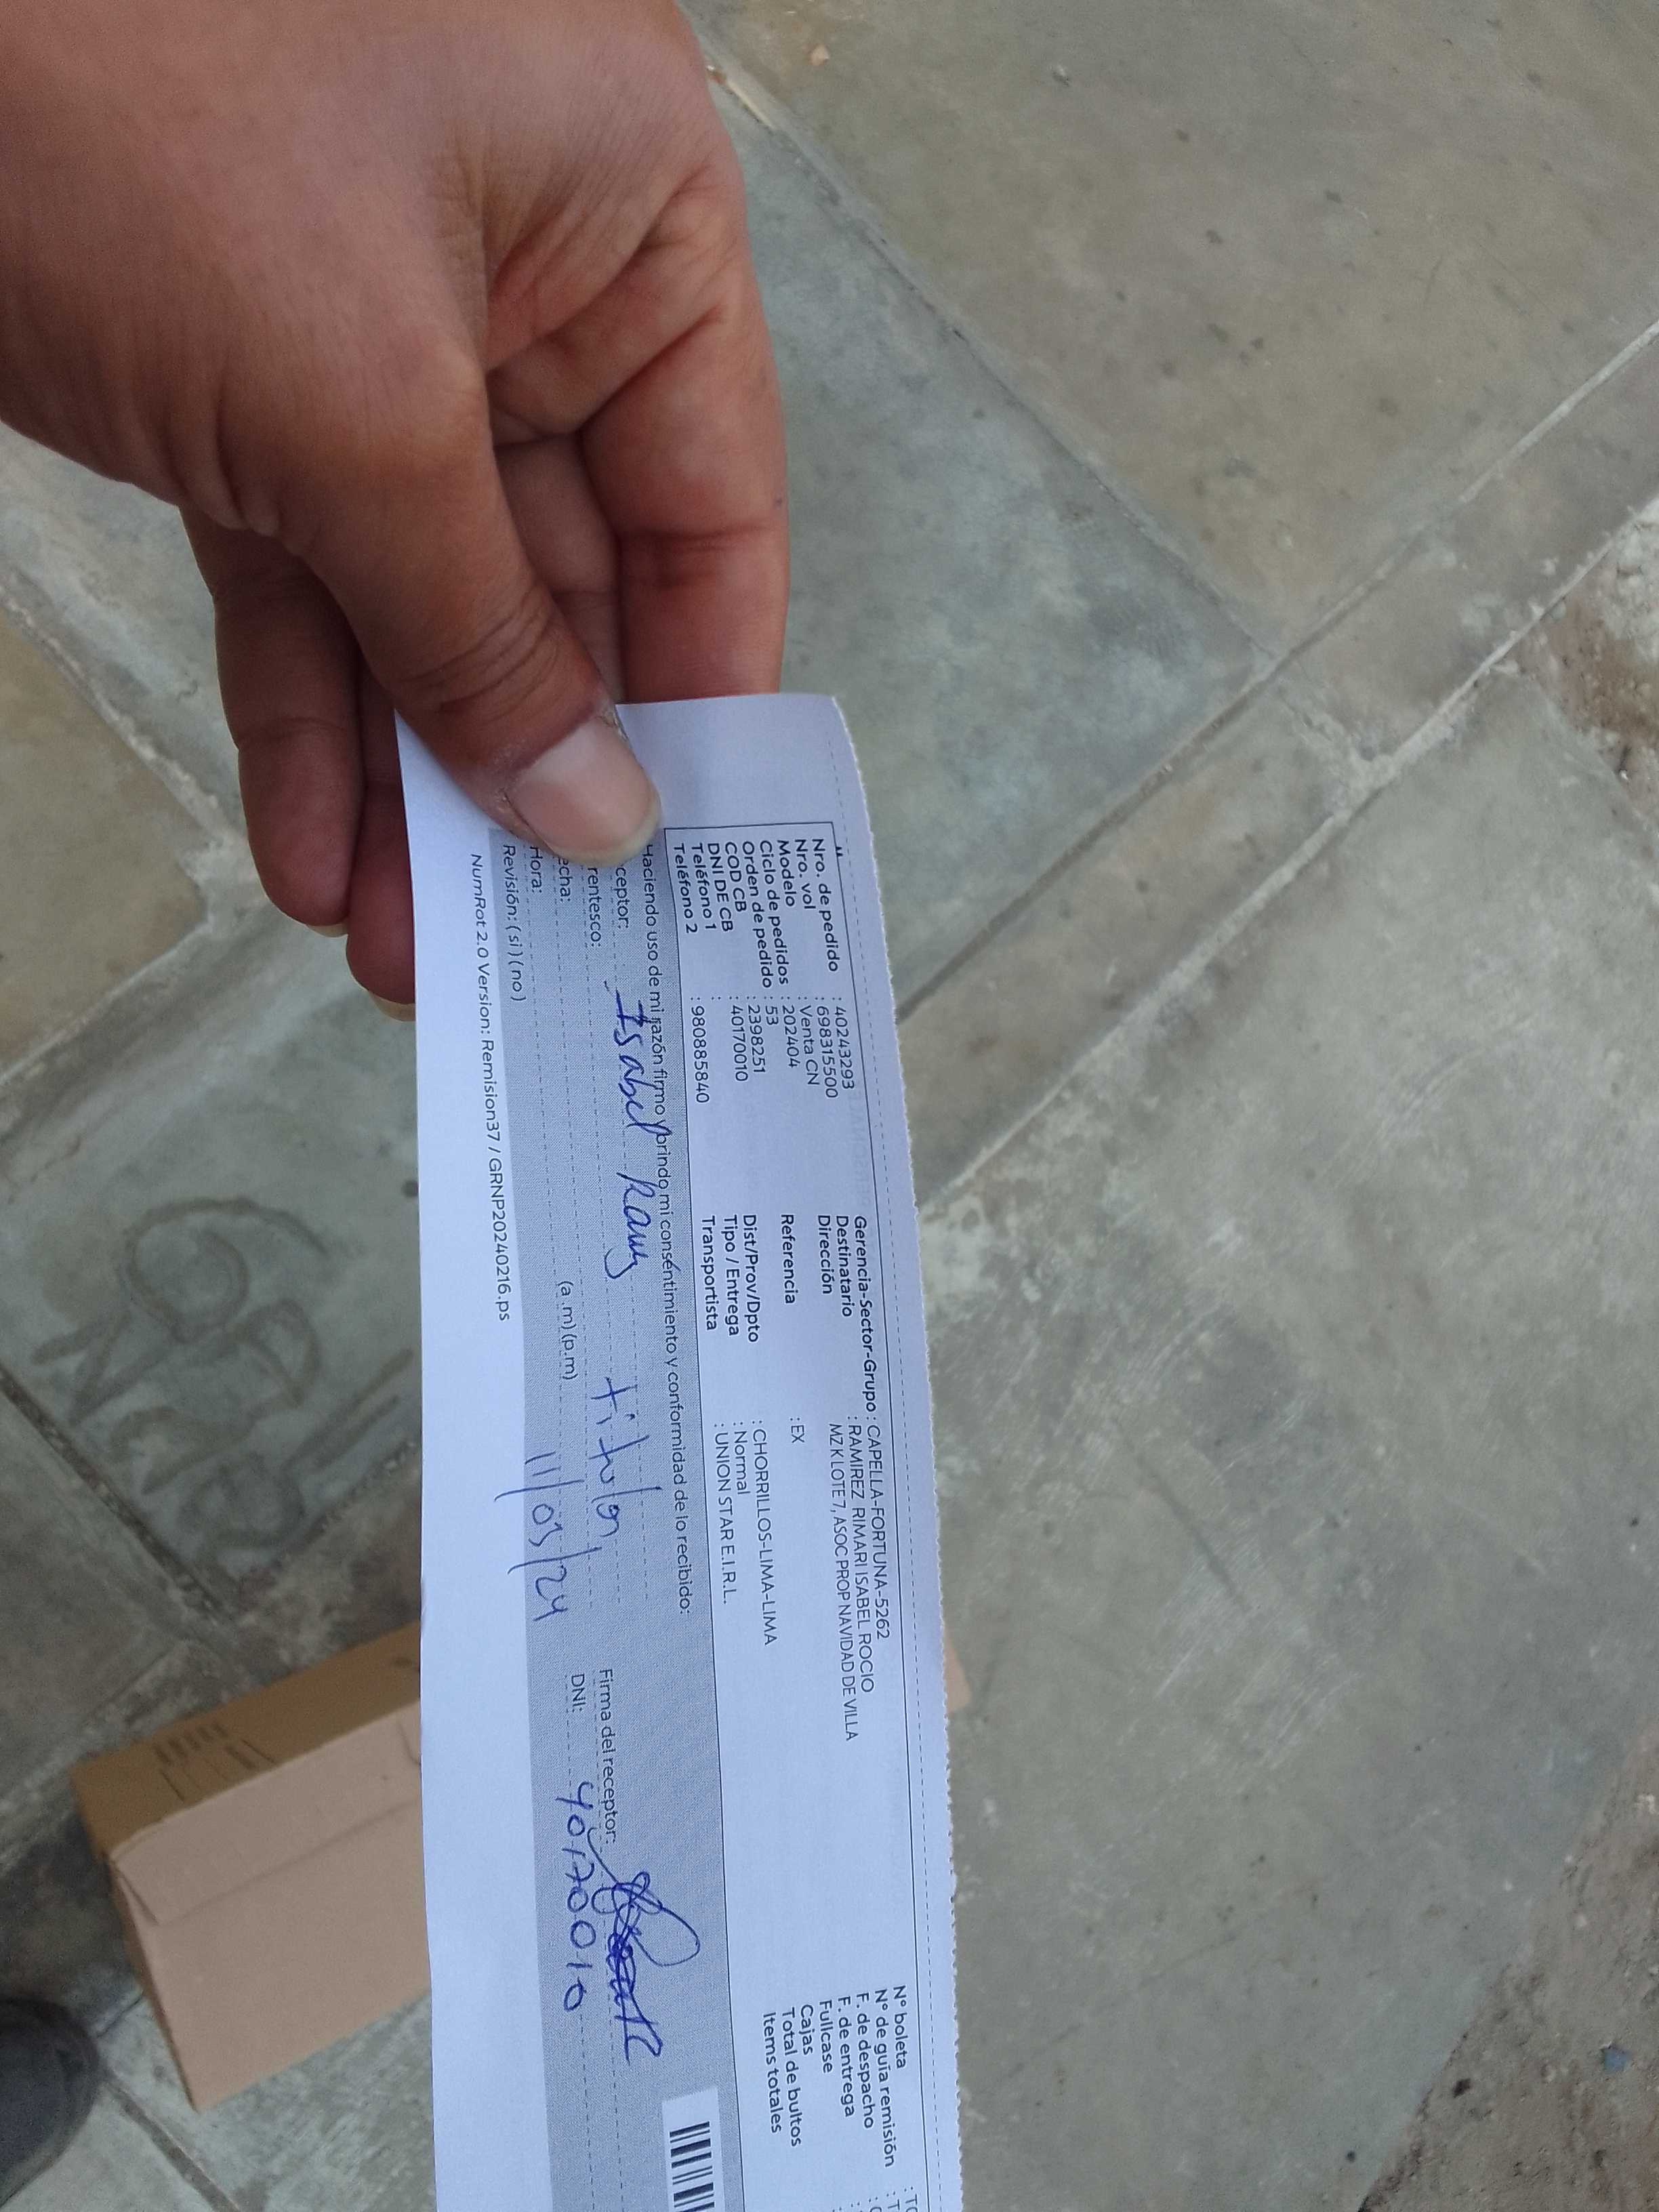 Nro. de pedido : 40243293
Nro. vol : 698315500
Modelo : Venta CN
Ciclo de pedidos : 202404
Orden de pedido : 53
COD CB : 2398251
DNI DE CB : 40170010
Teléfono 1 :
Teléfono 2 : 980885840
Gerencia-Sector-Grupo : CAPELLA-FORTUNA-5262
Destinatario : RAMIREZ RIMARI ISABEL ROCIO
Dirección MZ K LOTE 7, ASOC PROP NAVIDAD DE VILLA
Referencia : EX
Dist/Prov/Dpto : CHORRILLOS-LIMA-LIMA
Tipo / Entrega : Normal
Transportista : UNION STAR E.I.R.L.
N° boleta
N° de guía remisión
F. de despacho
F. de entrega
Fullcase
Cajas
Total de bultos
Items totales
Haciendo uso de mi razón firmo y brindo mi consentimiento y conformidad de lo recibido:
ceptor: Isabel
rentesco: titular
echa: 11/03/24
Hora: (a .m) (p.m)
Revisión: (si) (no)
Firma del receptor:
DNI: 40170010
NumRot 2.0 Version: Remision37 / GRNP20240216.ps